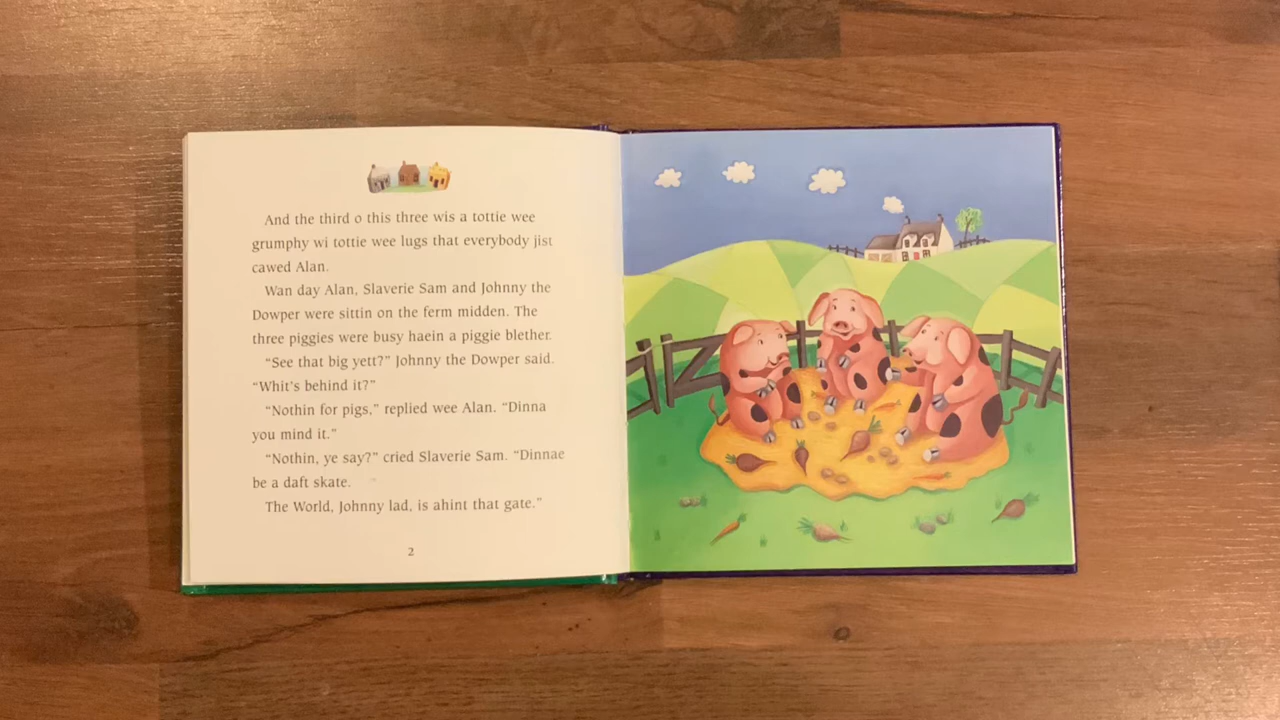 And the third o this three wis a tottie wee
grumphy wi tottie wee lugs that everybody jist
cawed Alan.
Wan day Alan, Slaverie Sam and Johnny the
Dowper were sittin on the ferm midden. The
three piggies were busy haein a piggie blether.
“See that big yett?” Johnny the Dowper said.
“Whit’s behind it?”
“Nothin for pigs,” replied wee Alan. “Dinna
you mind it.”
“Nothin, ye say?” cried Slaverie Sam. “Dinnae
be a daft skate.
The World, Johnny lad, is ahint that gate.”
2